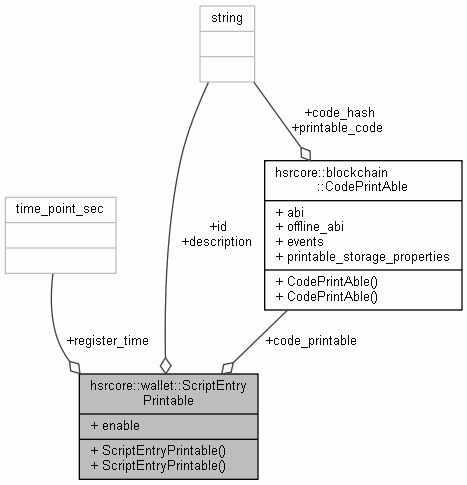 string
+code_hash
+printable_code
hsrcore::blockchain
::CodePrintAble
+ abi
+ offline_abi
+ events
+ printable_storage_properties
+ CodePrintAble()
+ CodePrintAble()
time_point_sec
+id
+description
+register_time
+code_printable
hsrcore::wallet::ScriptEntry
Printable
+ enable
+ ScriptEntryPrintable()
+ ScriptEntryPrintable()